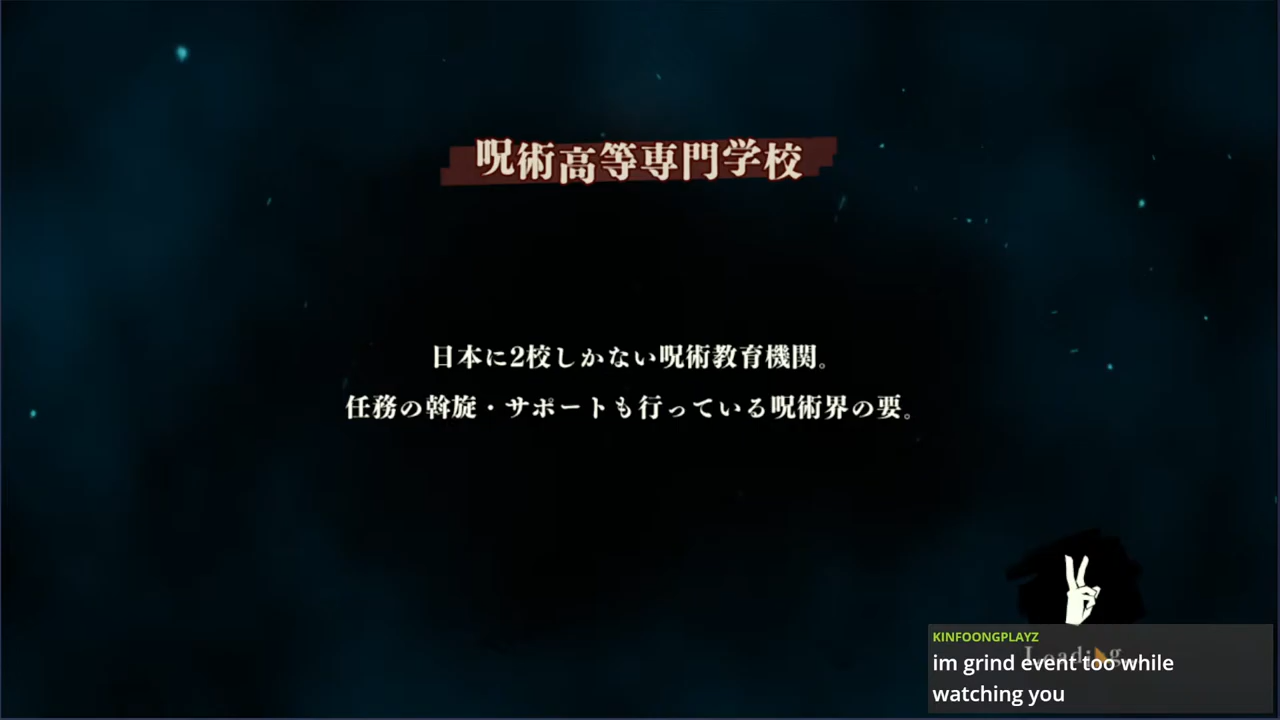 呪術高等専門学校
日本に2校しかない呪術教育機関。
任務の斡旋・サポートも行っている呪術界の要。
Loading
KINFOONGPLAYZ
im grind event too while
watching you